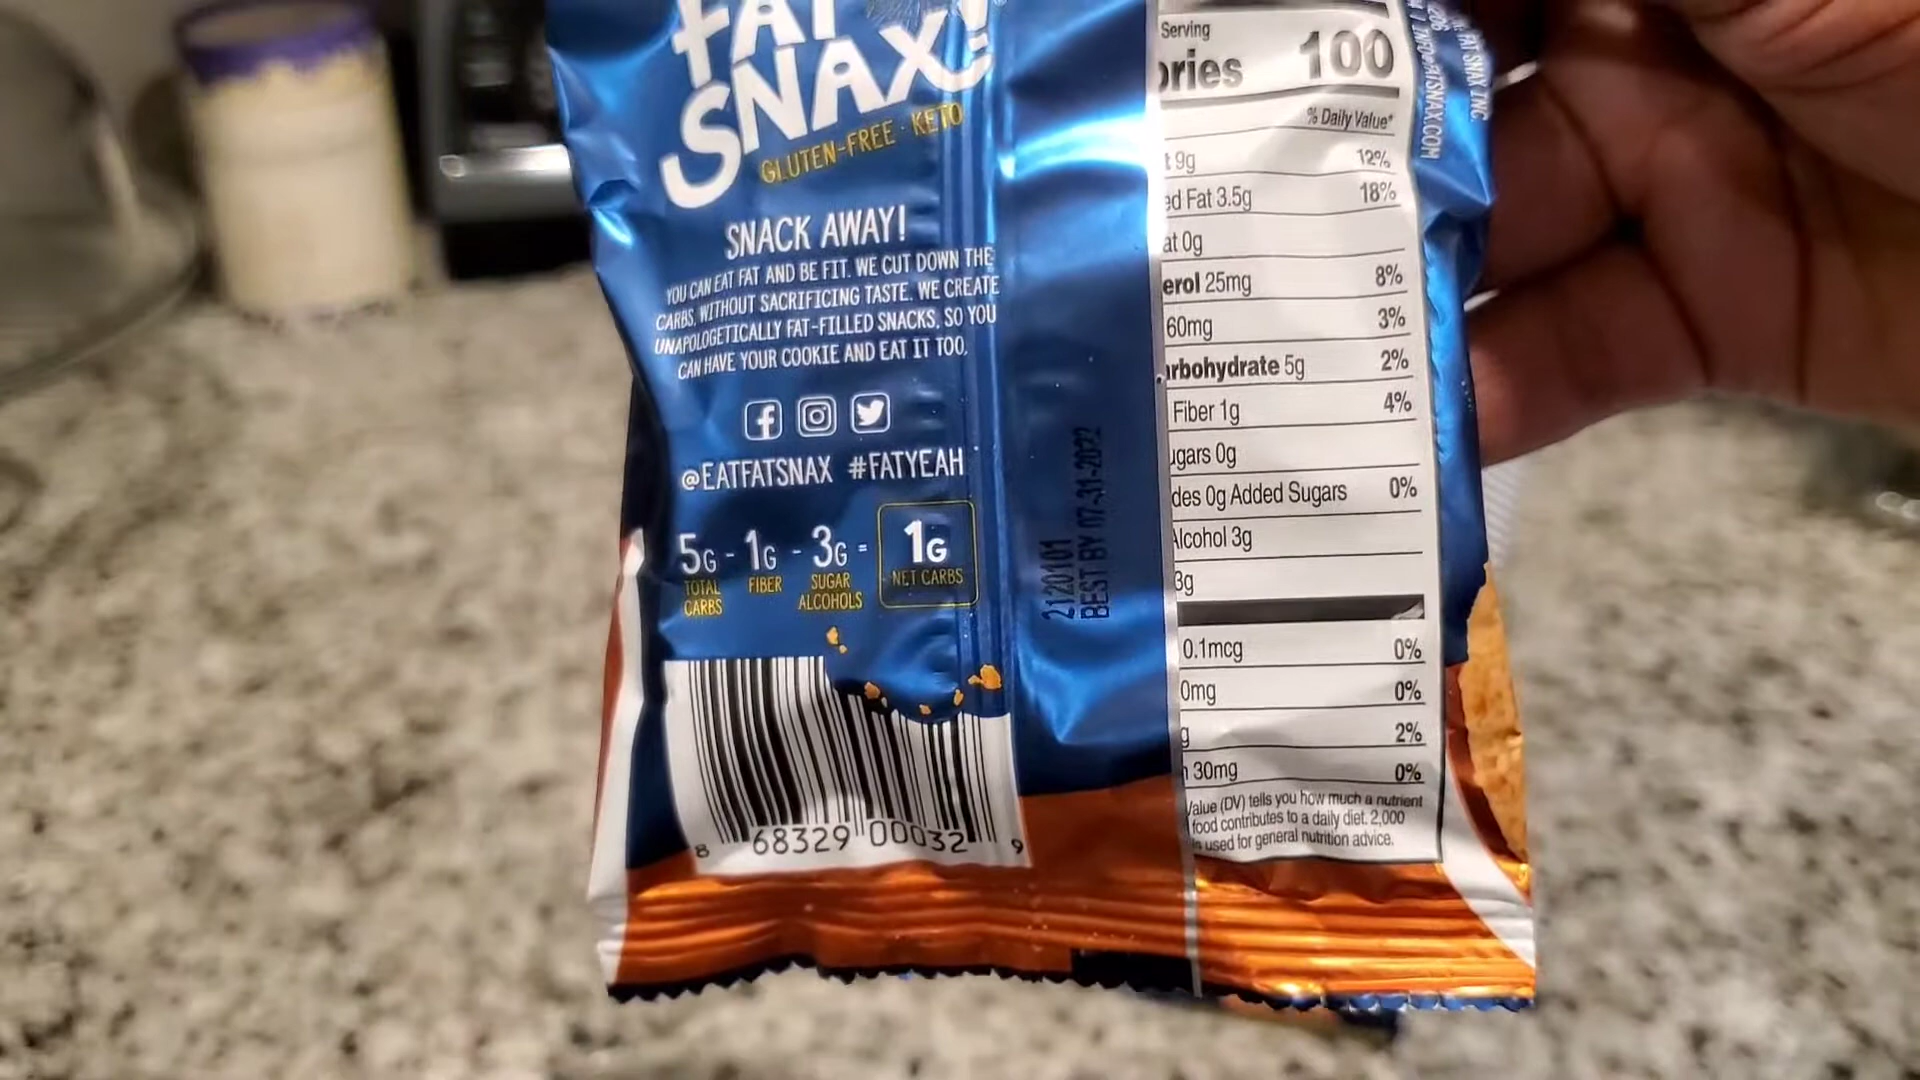 FAT
SNAX!
GLUTEN-FREE · KETO
SNACK AWAY!
YOU CAN EAT FAT AND BE FIT. WE CUT DOWN THE
CARBS, WITHOUT SACRIFICING TASTE. WE CREATE
UNAPOLOGETICALLY FAT-FILLED SNACKS, SO YOU
CAN HAVE YOUR COOKIE AND EAT IT TOO.
@EATFATSNAX #FATYEAH
5G - 1G - 3G = 1G
TOTAL CARBS FIBER SUGAR ALCOHOLS NET CARBS
8 68329 00032 9
2120101
BEST BY 07-31-2022
Serving
ories 100
% Daily Value*
t 9g 12%
ed Fat 3.5g 18%
at 0g
erol 25mg 8%
60mg 3%
arbohydrate 5g 2%
Fiber 1g 4%
ugars 0g
des 0g Added Sugars 0%
Alcohol 3g
3g
0.1mcg 0%
0mg 0%
g 2%
30mg 0%
Value (DV) tells you how much a nutrient
food contributes to a daily diet. 2,000
is used for general nutrition advice.
FAT SNAX INC